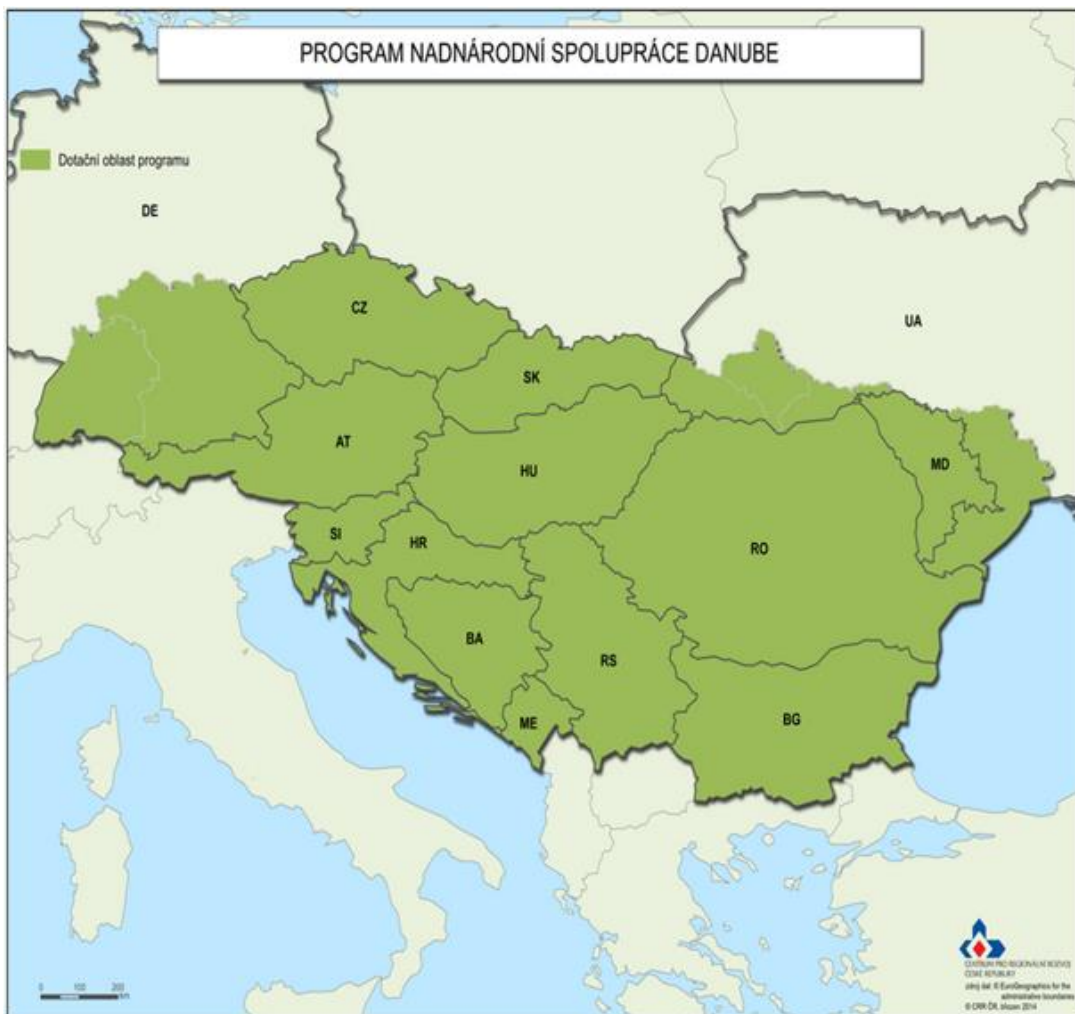 PROGRAM NADNÁRODNÍ SPOLUPRÁCE DANUBE
Dotační oblast programu
DE
CZ
UA
SK
AT
HU
MD
SI
HR
RO
BA
RS
ME
BG
CENTRUM PRO REGIONÁLNÍ ROZVOJ
ČESKÉ REPUBLIKY
zdroj dat: © EuroGeographics for the
administrative boundaries
© CRR ČR, březen 2014
0 100 200
km